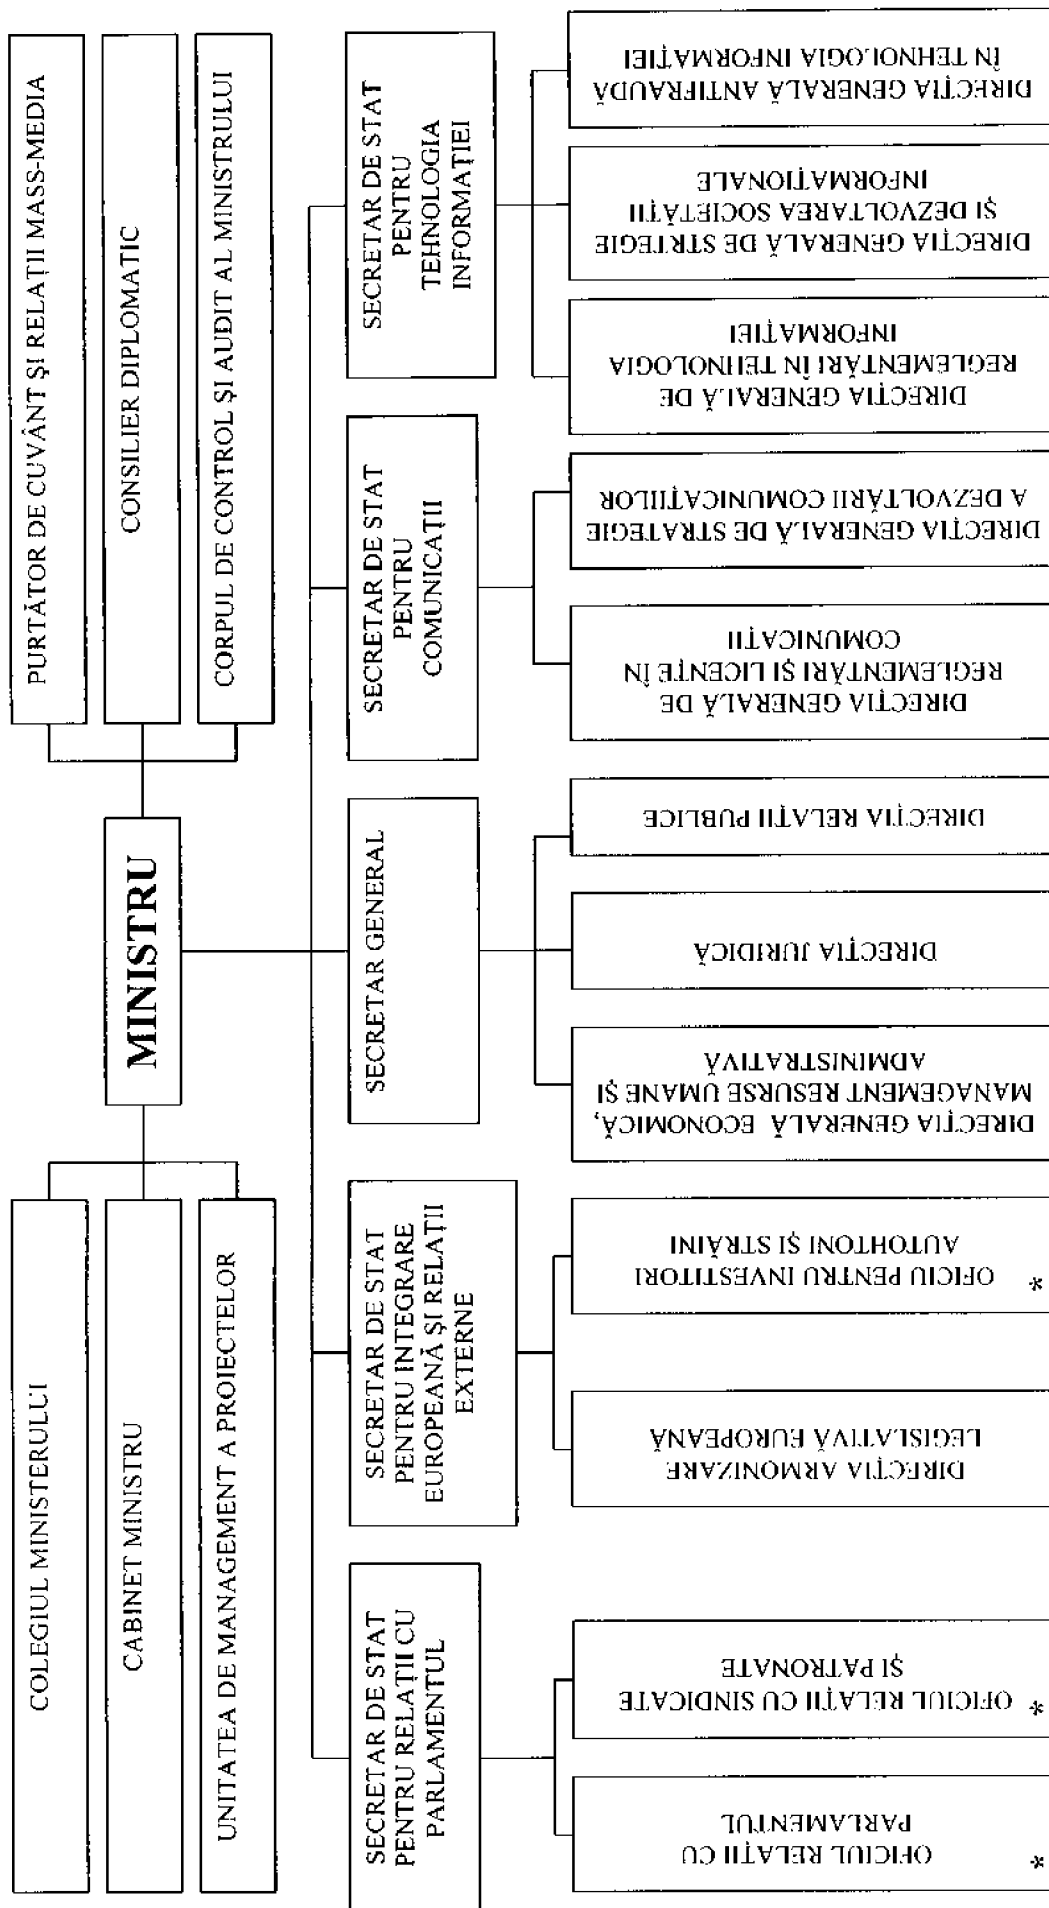 COLEGIUL MINISTERULUI
CABINET MINISTRU
UNITATEA DE MANAGEMENT A PROIECTELOR
MINISTRU
PURTĂTOR DE CUVÂNT ȘI RELAȚII MASS-MEDIA
CONSILIER DIPLOMATIC
CORPUL DE CONTROL ȘI AUDIT AL MINISTRULUI
SECRETAR DE STAT
PENTRU RELAȚII CU
PARLAMENTUL
SECRETAR DE STAT
PENTRU INTEGRARE
EUROPEANĂ ȘI RELAȚII
EXTERNE
SECRETAR GENERAL
SECRETAR DE STAT
PENTRU
COMUNICAȚII
SECRETAR DE STAT
PENTRU
TEHNOLOGIA
INFORMAȚIEI
* OFICIUL RELAȚII CU
PARLAMENTUL
* OFICIUL RELAȚII CU SINDICATE
ȘI PATRONATE
DIRECȚIA ARMONIZARE
LEGISLATIVĂ EUROPEANĂ
* OFICIU PENTRU INVESTITORI
AUTOHTONI ȘI STRĂINI
DIRECȚIA GENERALĂ ECONOMICĂ,
MANAGEMENT RESURSE UMANE ȘI
ADMINISTRATIVĂ
DIRECȚIA JURIDICĂ
DIRECȚIA RELAȚII PUBLICE
DIRECȚIA GENERALĂ DE
REGLEMENTĂRI ȘI LICENȚE ÎN
COMUNICAȚII
DIRECȚIA GENERALĂ DE STRATEGIE
A DEZVOLTĂRII COMUNICAȚIILOR
DIRECȚIA GENERALĂ DE
REGLEMENTĂRI ÎN TEHNOLOGIA
INFORMAȚIEI
DIRECȚIA GENERALĂ DE STRTEGIE
ȘI DEZVOLTAREA SOCIETĂȚII
INFORMAȚIONALE
DIRECȚIA GENERALĂ ANTIFRAUDĂ
ÎN TEHNOLOGIA INFORMAȚIEI